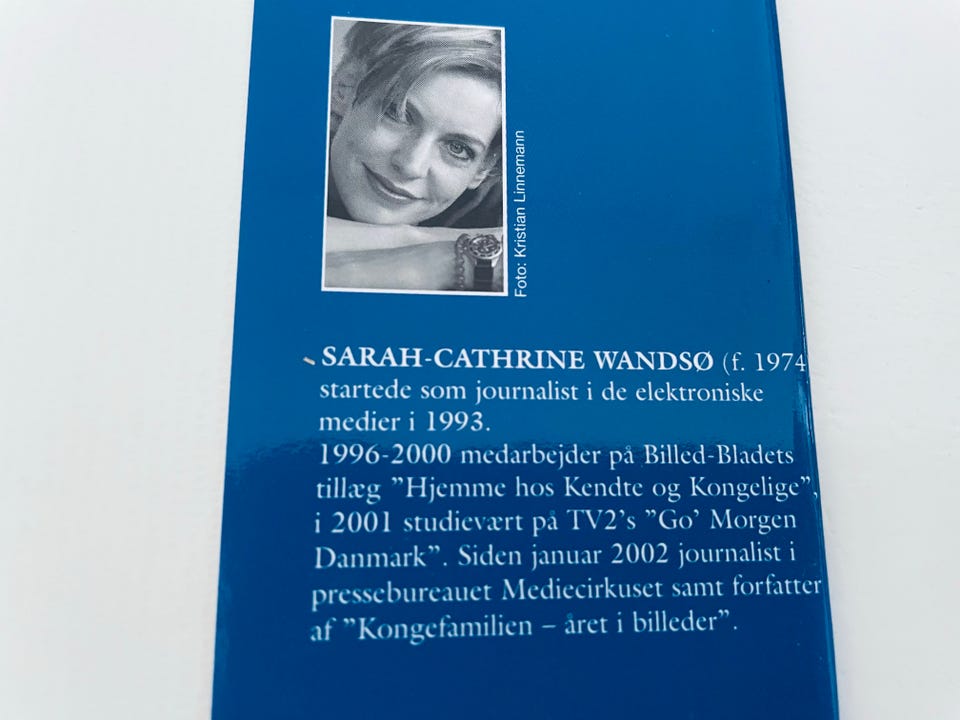 Foto: Kristian Linnemann
SARAH-CATHRINE WANDSØ (f. 1974
startede som journalist i de elektroniske
medier i 1993.
1996-2000 medarbejder på Billed-Bladets
tillæg ”Hjemme hos Kendte og Kongelige”,
i 2001 studievært på TV2’s ”Go’ Morgen
Danmark”. Siden januar 2002 journalist i
pressebureauet Mediecirkuset samt forfatter
af ”Kongefamilien – året i billeder”.